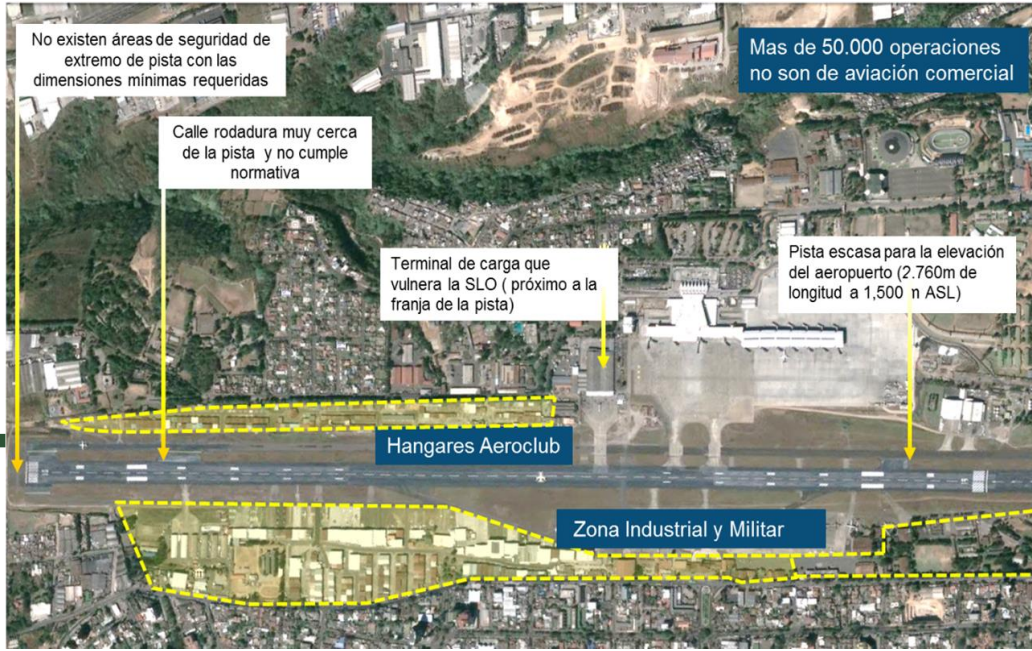 No existen áreas de seguridad de
extremo de pista con las
dimensiones mínimas requeridas
Mas de 50.000 operaciones
no son de aviación comercial
Calle rodadura muy cerca
de la pista y no cumple
normativa
Terminal de carga que
vulnera la SLO ( próximo a la
franja de la pista)
Pista escasa para la elevación
del aeropuerto (2.760m de
longitud a 1,500 m ASL)
Hangares Aeroclub
Zona Industrial y Militar